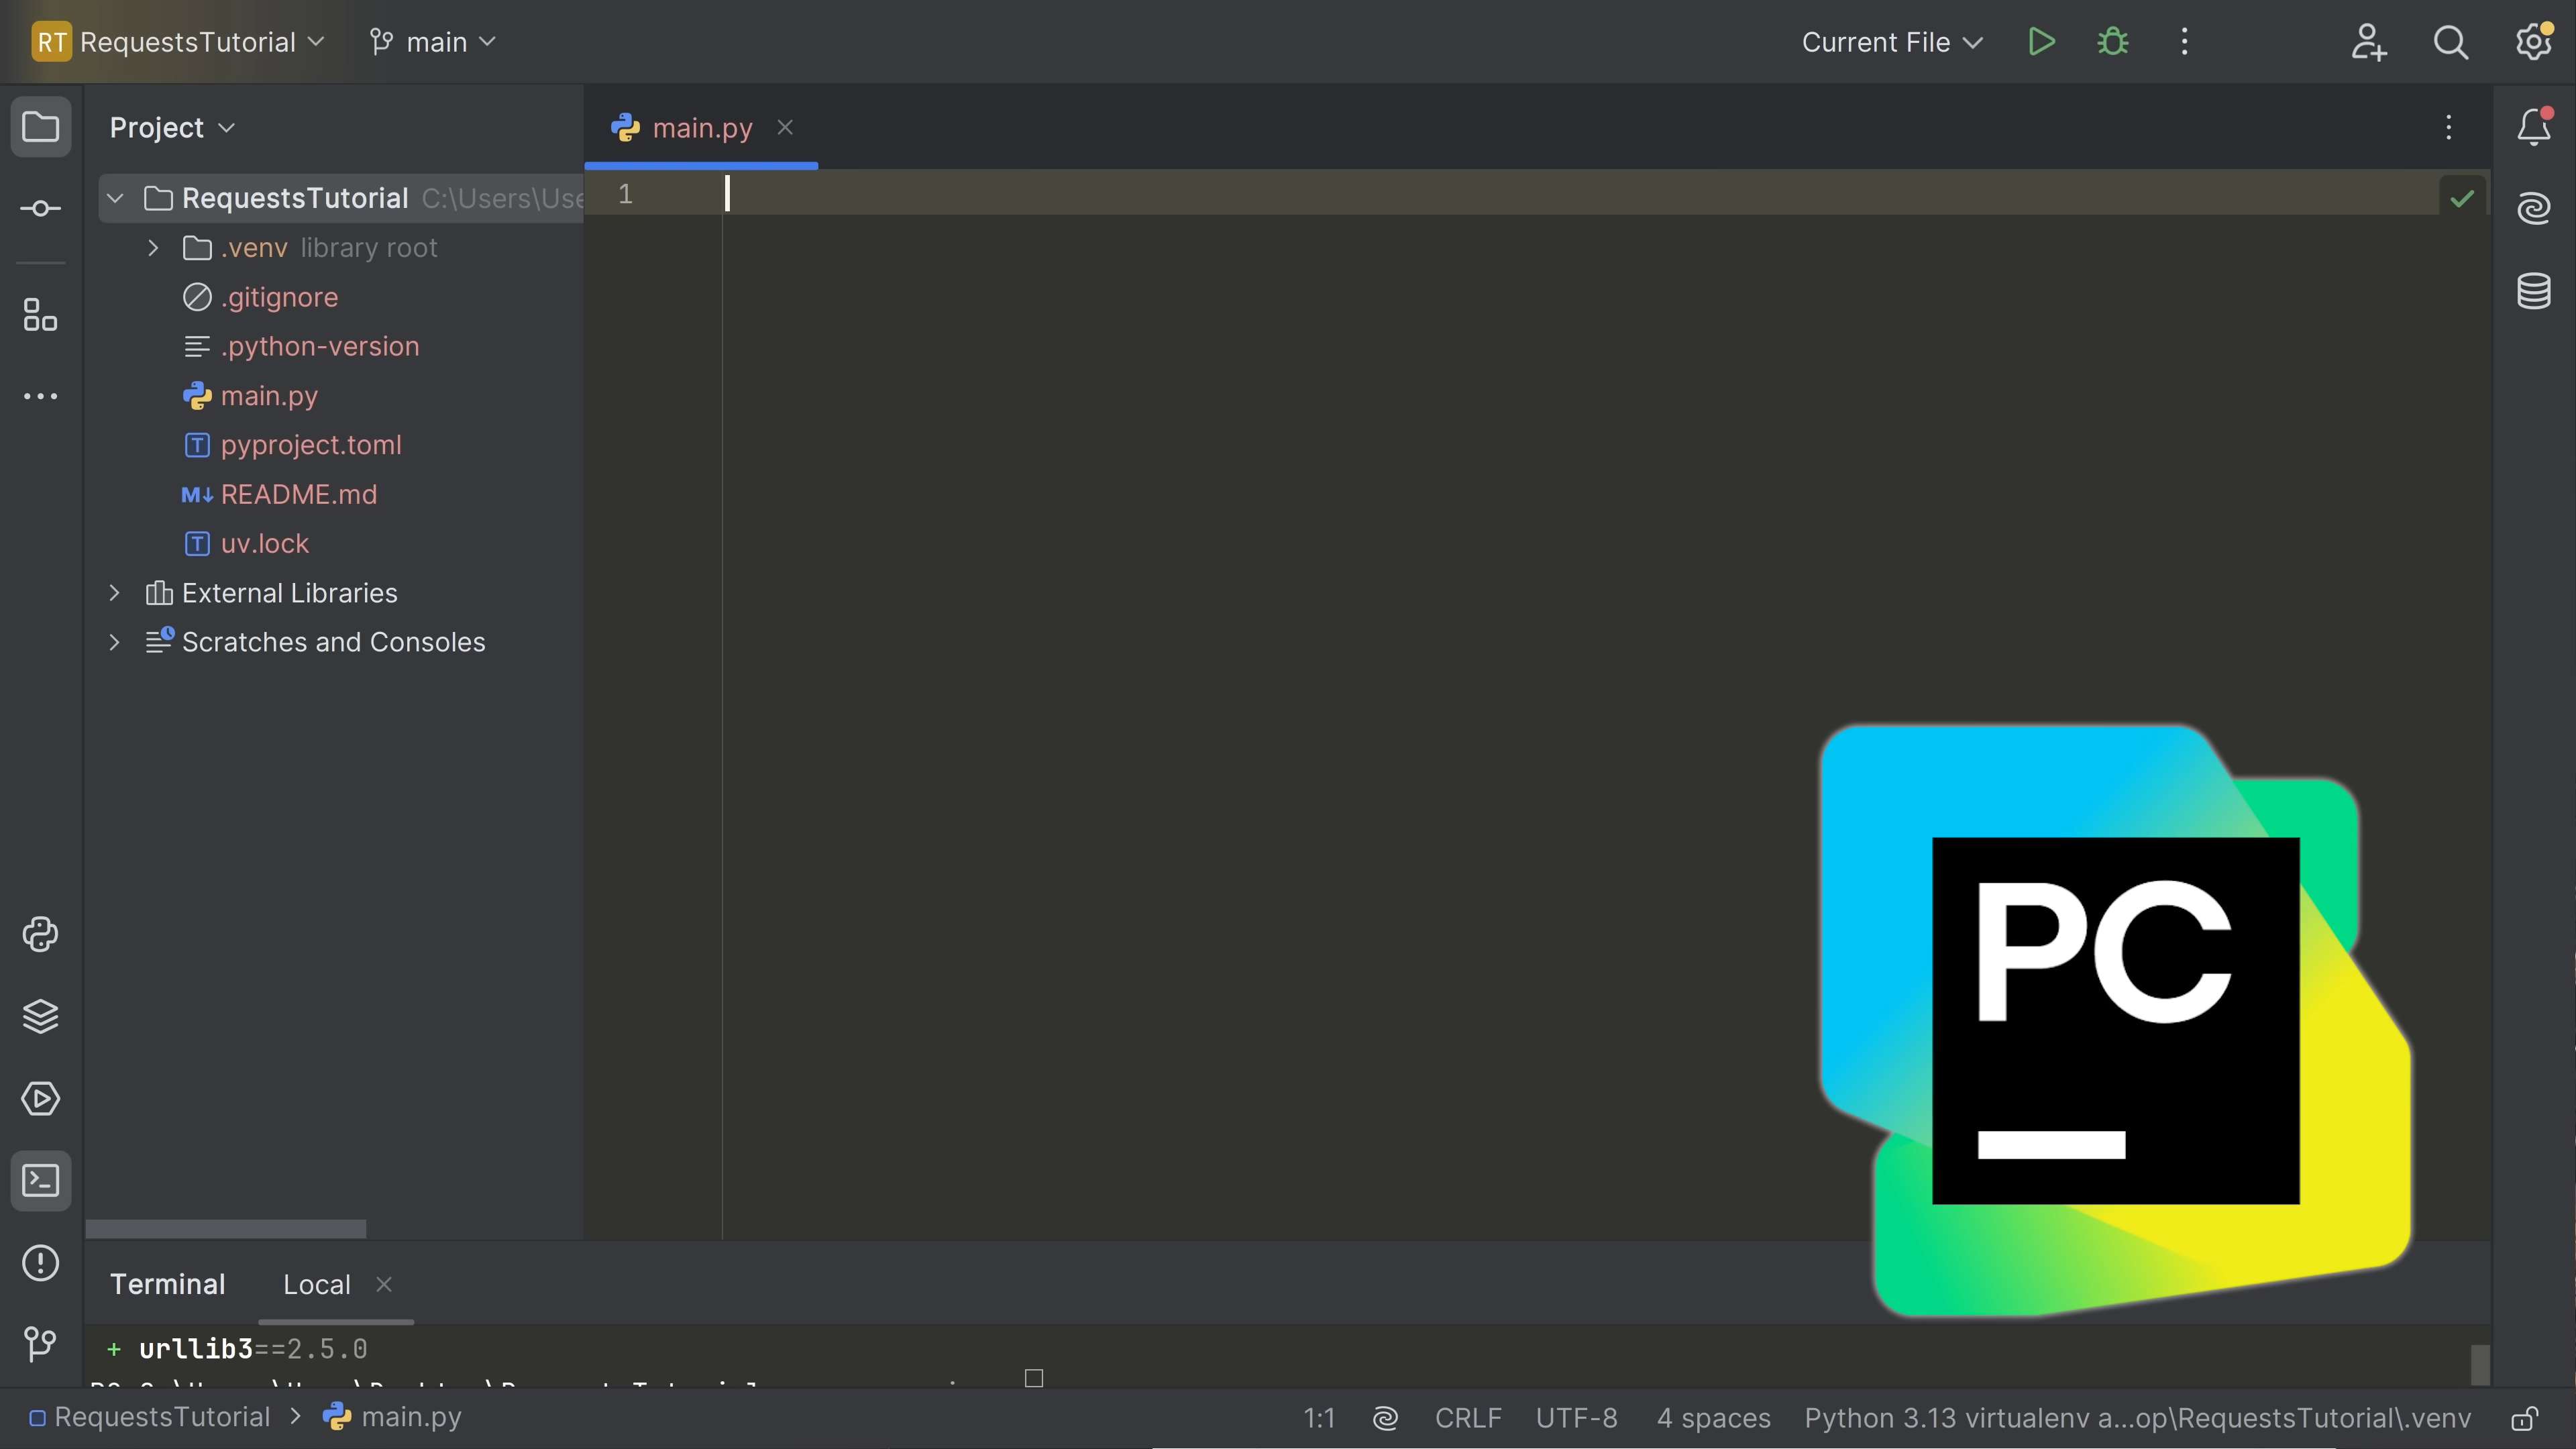 RT RequestsTutorial main Current File
Project
main.py
RequestsTutorial C:\Users\Use
1
.venv library root
.gitignore
.python-version
main.py
T pyproject.toml
M↓ README.md
T uv.lock
External Libraries
Scratches and Consoles
PC
Terminal Local
+ urllib3==2.5.0
RequestsTutorial > main.py 1:1 CRLF UTF-8 4 spaces Python 3.13 virtualenv a...op\RequestsTutorial\.venv